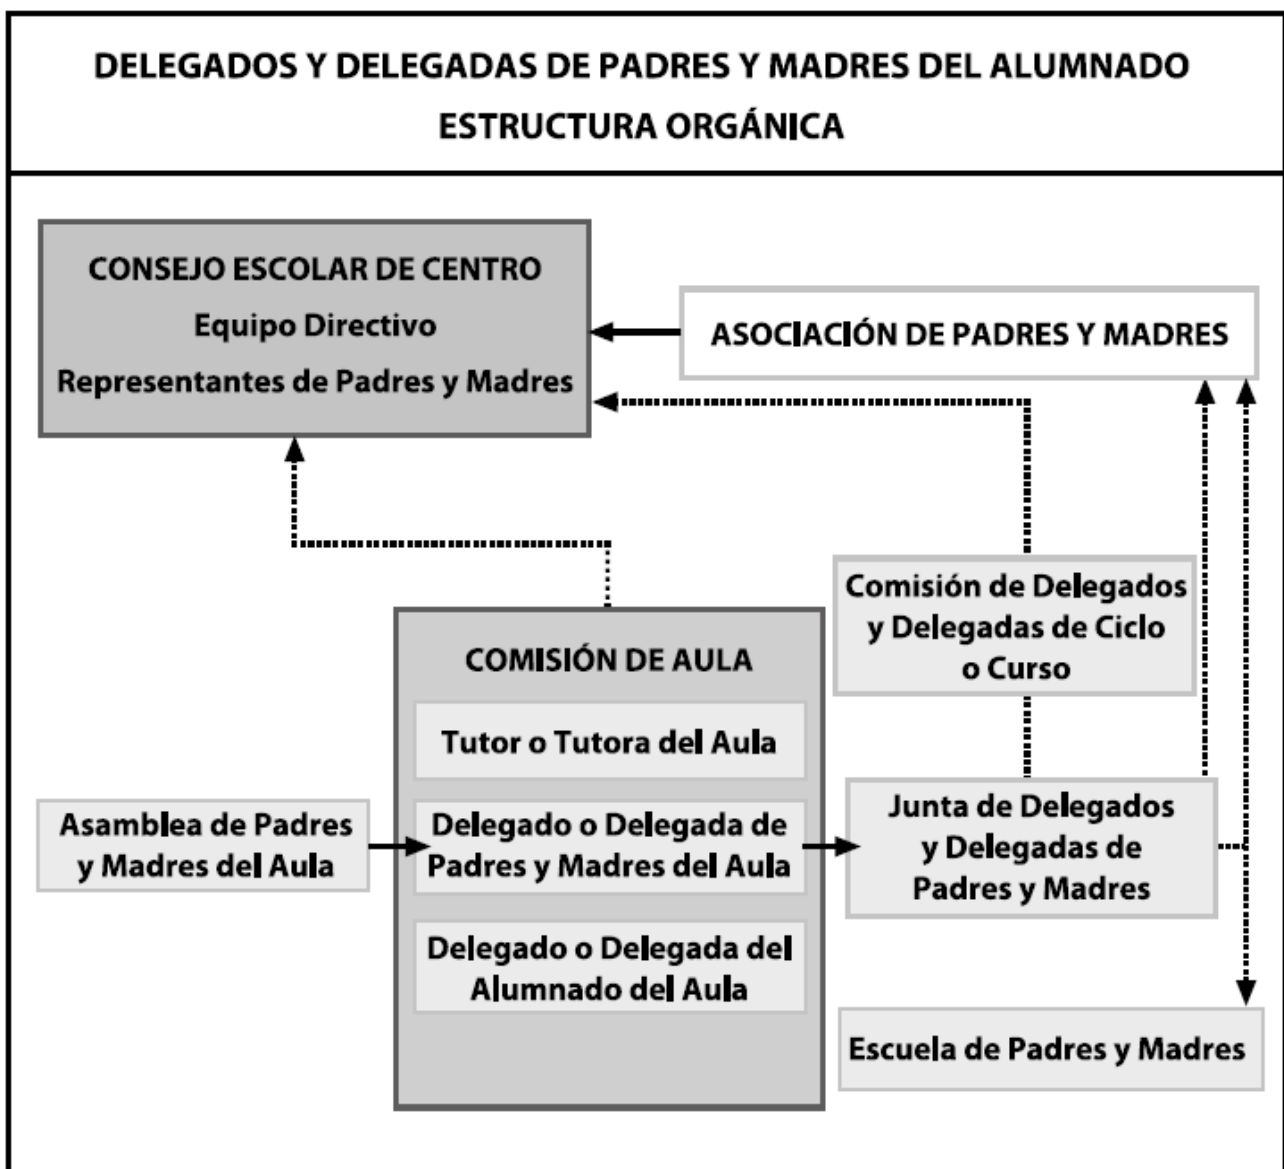 DELEGADOS Y DELEGADAS DE PADRES Y MADRES DEL ALUMNADO
ESTRUCTURA ORGÁNICA
CONSEJO ESCOLAR DE CENTRO
Equipo Directivo
Representantes de Padres y Madres
ASOCIACIÓN DE PADRES Y MADRES
Comisión de Delegados
y Delegadas de Ciclo
o Curso
COMISIÓN DE AULA
Tutor o Tutora del Aula
Asamblea de Padres
y Madres del Aula
Delegado o Delegada de
Padres y Madres del Aula
Junta de Delegados
y Delegadas de
Padres y Madres
Delegado o Delegada del
Alumnado del Aula
Escuela de Padres y Madres